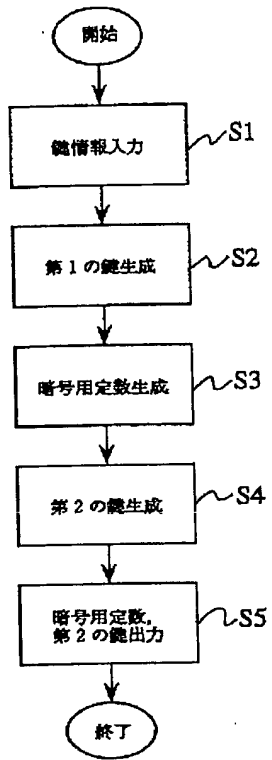 開始
鍵情報入力
S1
第1の鍵生成
S2
暗号用定数生成
S3
第2の鍵生成
S4
暗号用定数,
第2の鍵出力
S5
終了